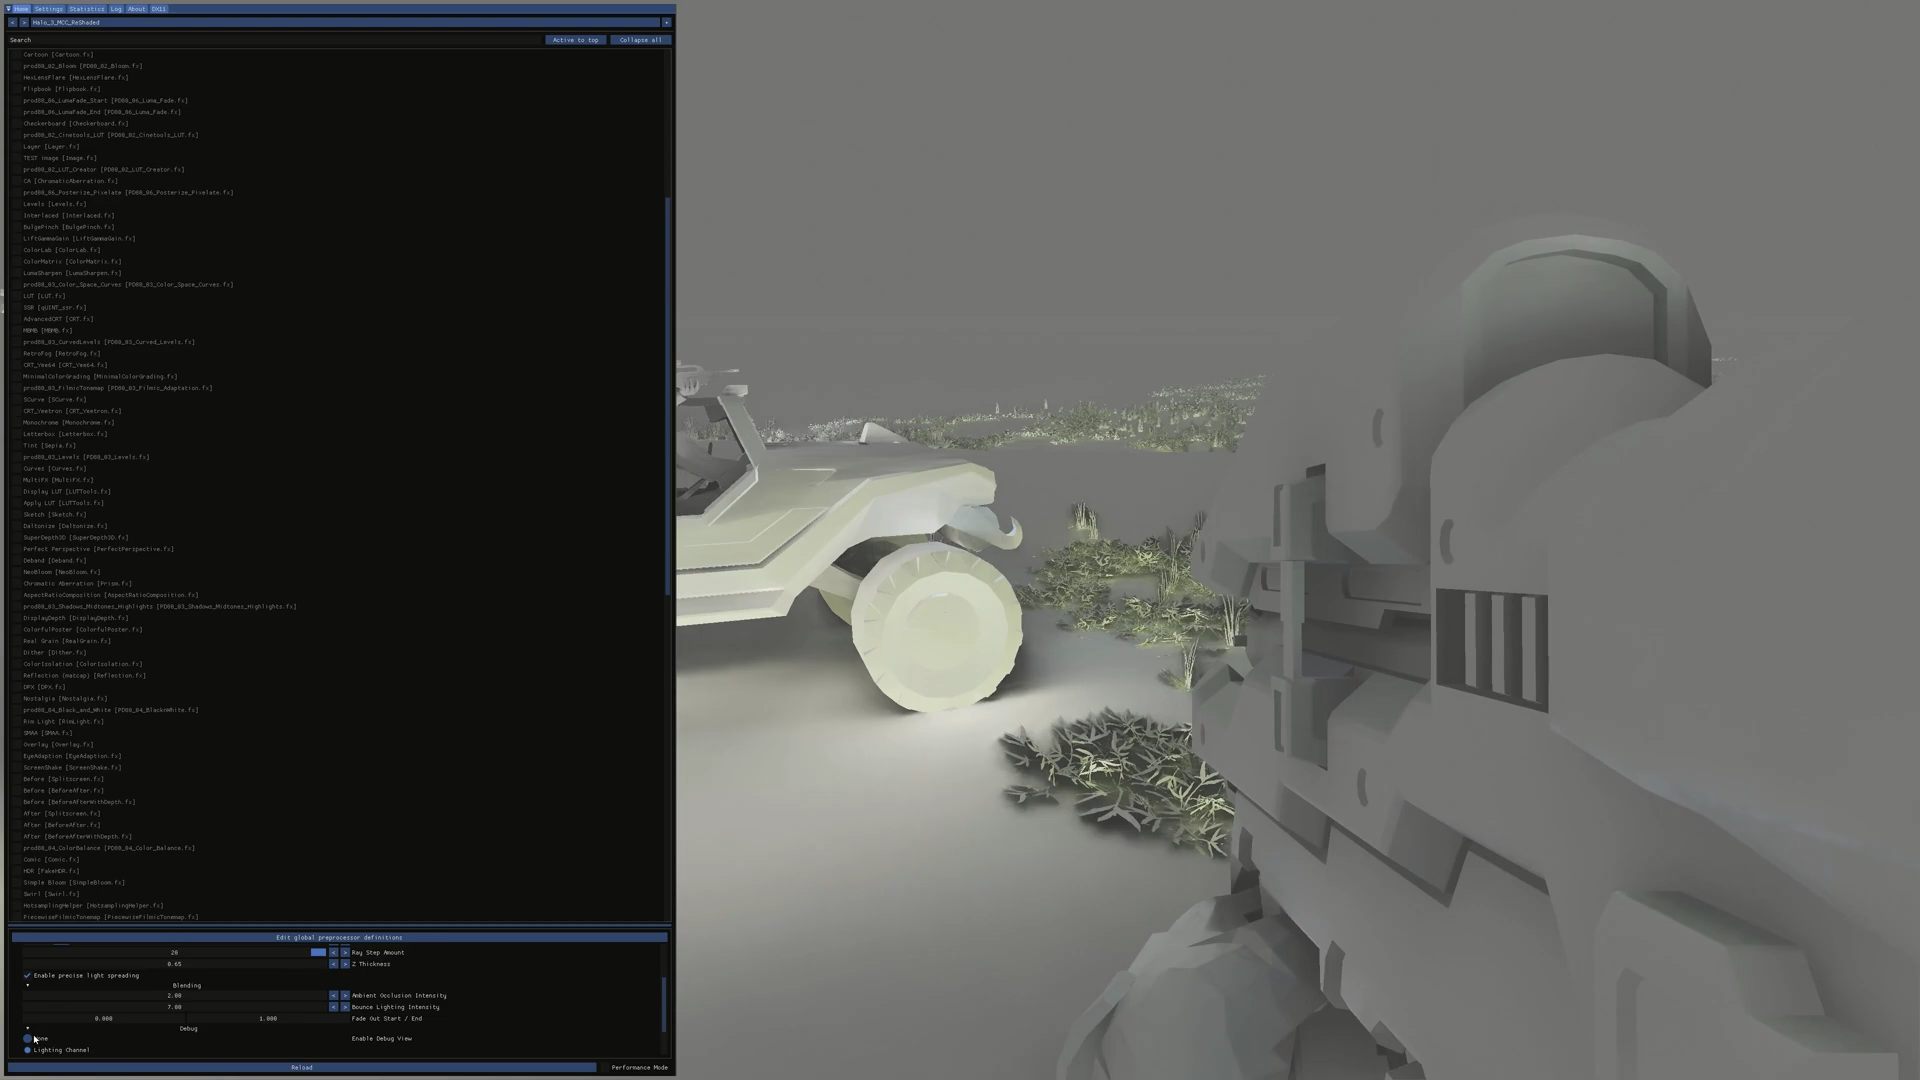 Home Settings Statistics Log About DX11
< > Halo_3_MCC_ReShaded +
Search Active to top Collapse all
Cartoon [Cartoon.fx]
prod80_02_Bloom [PD80_02_Bloom.fx]
HexLensFlare [HexLensFlare.fx]
Flipbook [Flipbook.fx]
prod80_06_LumaFade_Start [PD80_06_Luma_Fade.fx]
prod80_06_LumaFade_End [PD80_06_Luma_Fade.fx]
Checkerboard [Checkerboard.fx]
prod80_02_Cinetools_LUT [PD80_02_Cinetools_LUT.fx]
Layer [Layer.fx]
TEST image [Image.fx]
prod80_02_LUT_Creator [PD80_02_LUT_Creator.fx]
CA [ChromaticAberration.fx]
prod80_06_Posterize_Pixelate [PD80_06_Posterize_Pixelate.fx]
Levels [Levels.fx]
Interlaced [Interlaced.fx]
BulgePinch [BulgePinch.fx]
LiftGammaGain [LiftGammaGain.fx]
ColorLab [ColorLab.fx]
ColorMatrix [ColorMatrix.fx]
LumaSharpen [LumaSharpen.fx]
prod80_03_Color_Space_Curves [PD80_03_Color_Space_Curves.fx]
LUT [LUT.fx]
SSR [qUINT_ssr.fx]
AdvancedCRT [CRT.fx]
MBMB [MBMB.fx]
prod80_03_CurvedLevels [PD80_03_Curved_Levels.fx]
RetroFog [RetroFog.fx]
CRT_Yee64 [CRT_Yee64.fx]
MinimalColorGrading [MinimalColorGrading.fx]
prod80_03_FilmicTonemap [PD80_03_Filmic_Adaptation.fx]
SCurve [SCurve.fx]
CRT_Yeetron [CRT_Yeetron.fx]
Monochrome [Monochrome.fx]
Letterbox [Letterbox.fx]
Tint [Sepia.fx]
prod80_03_Levels [PD80_03_Levels.fx]
Curves [Curves.fx]
MultiFX [MultiFX.fx]
Display LUT [LUTTools.fx]
Apply LUT [LUTTools.fx]
Sketch [Sketch.fx]
Daltonize [Daltonize.fx]
SuperDepth3D [SuperDepth3D.fx]
Perfect Perspective [PerfectPerspective.fx]
Deband [Deband.fx]
NeoBloom [NeoBloom.fx]
Chromatic Aberration [Prism.fx]
AspectRatioComposition [AspectRatioComposition.fx]
prod80_03_Shadows_Midtones_Highlights [PD80_03_Shadows_Midtones_Highlights.fx]
DisplayDepth [DisplayDepth.fx]
ColorfulPoster [ColorfulPoster.fx]
Real Grain [RealGrain.fx]
Dither [Dither.fx]
ColorIsolation [ColorIsolation.fx]
Reflection (matcap) [Reflection.fx]
DPX [DPX.fx]
Nostalgia [Nostalgia.fx]
prod80_04_Black_and_White [PD80_04_BlacknWhite.fx]
Rim Light [RimLight.fx]
SMAA [SMAA.fx]
Overlay [Overlay.fx]
EyeAdaption [EyeAdaption.fx]
ScreenShake [ScreenShake.fx]
Before [Splitscreen.fx]
Before [BeforeAfter.fx]
Before [BeforeAfterWithDepth.fx]
After [Splitscreen.fx]
After [BeforeAfter.fx]
After [BeforeAfterWithDepth.fx]
prod80_04_ColorBalance [PD80_04_Color_Balance.fx]
Comic [Comic.fx]
HDR [FakeHDR.fx]
Simple Bloom [SimpleBloom.fx]
Swirl [Swirl.fx]
HotsamplingHelper [HotsamplingHelper.fx]
PiecewiseFilmicTonemap [PiecewiseFilmicTonemap.fx]
Edit global preprocessor definitions
20 < > Ray Step Amount
0.65 < > Z Thickness
Enable precise light spreading
Blending
2.00 < > Ambient Occlusion Intensity
7.00 < > Bounce Lighting Intensity
0.000 1.000 Fade Out Start / End
Debug
Enable Debug View
Lighting Channel
Reload Performance Mode